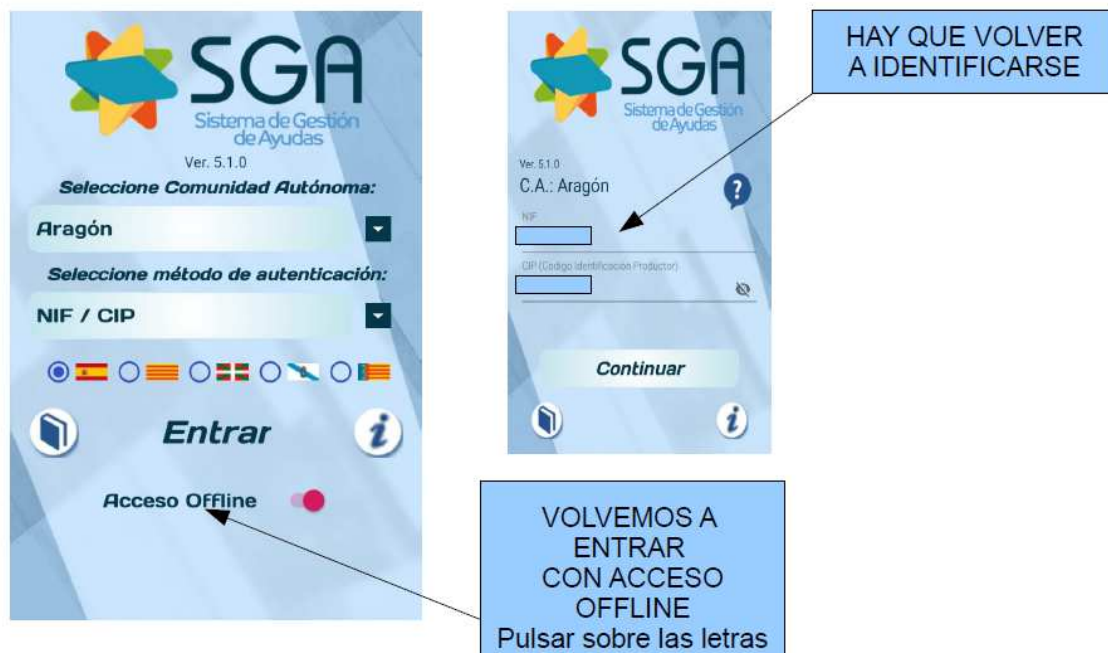 SGA
Sistema de Gestión
de Ayudas
Ver. 5.1.0
Seleccione Comunidad Autónoma:
Aragón
Seleccione método de autenticación:
NIF / CIP
Entrar
Acceso Offline
SGA
Sistema de Gestión
de Ayudas
Ver. 5.1.0
C.A.: Aragón
NIF
CIP (Codigo Identificación Productor)
Continuar
HAY QUE VOLVER
A IDENTIFICARSE
VOLVEMOS A
ENTRAR
CON ACCESO
OFFLINE
Pulsar sobre las letras